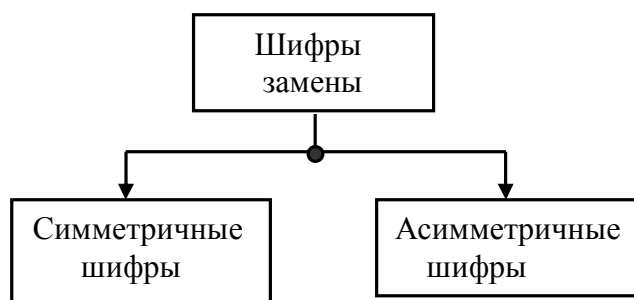 Шифры
замены
Симметричные
шифры
Асимметричные
шифры